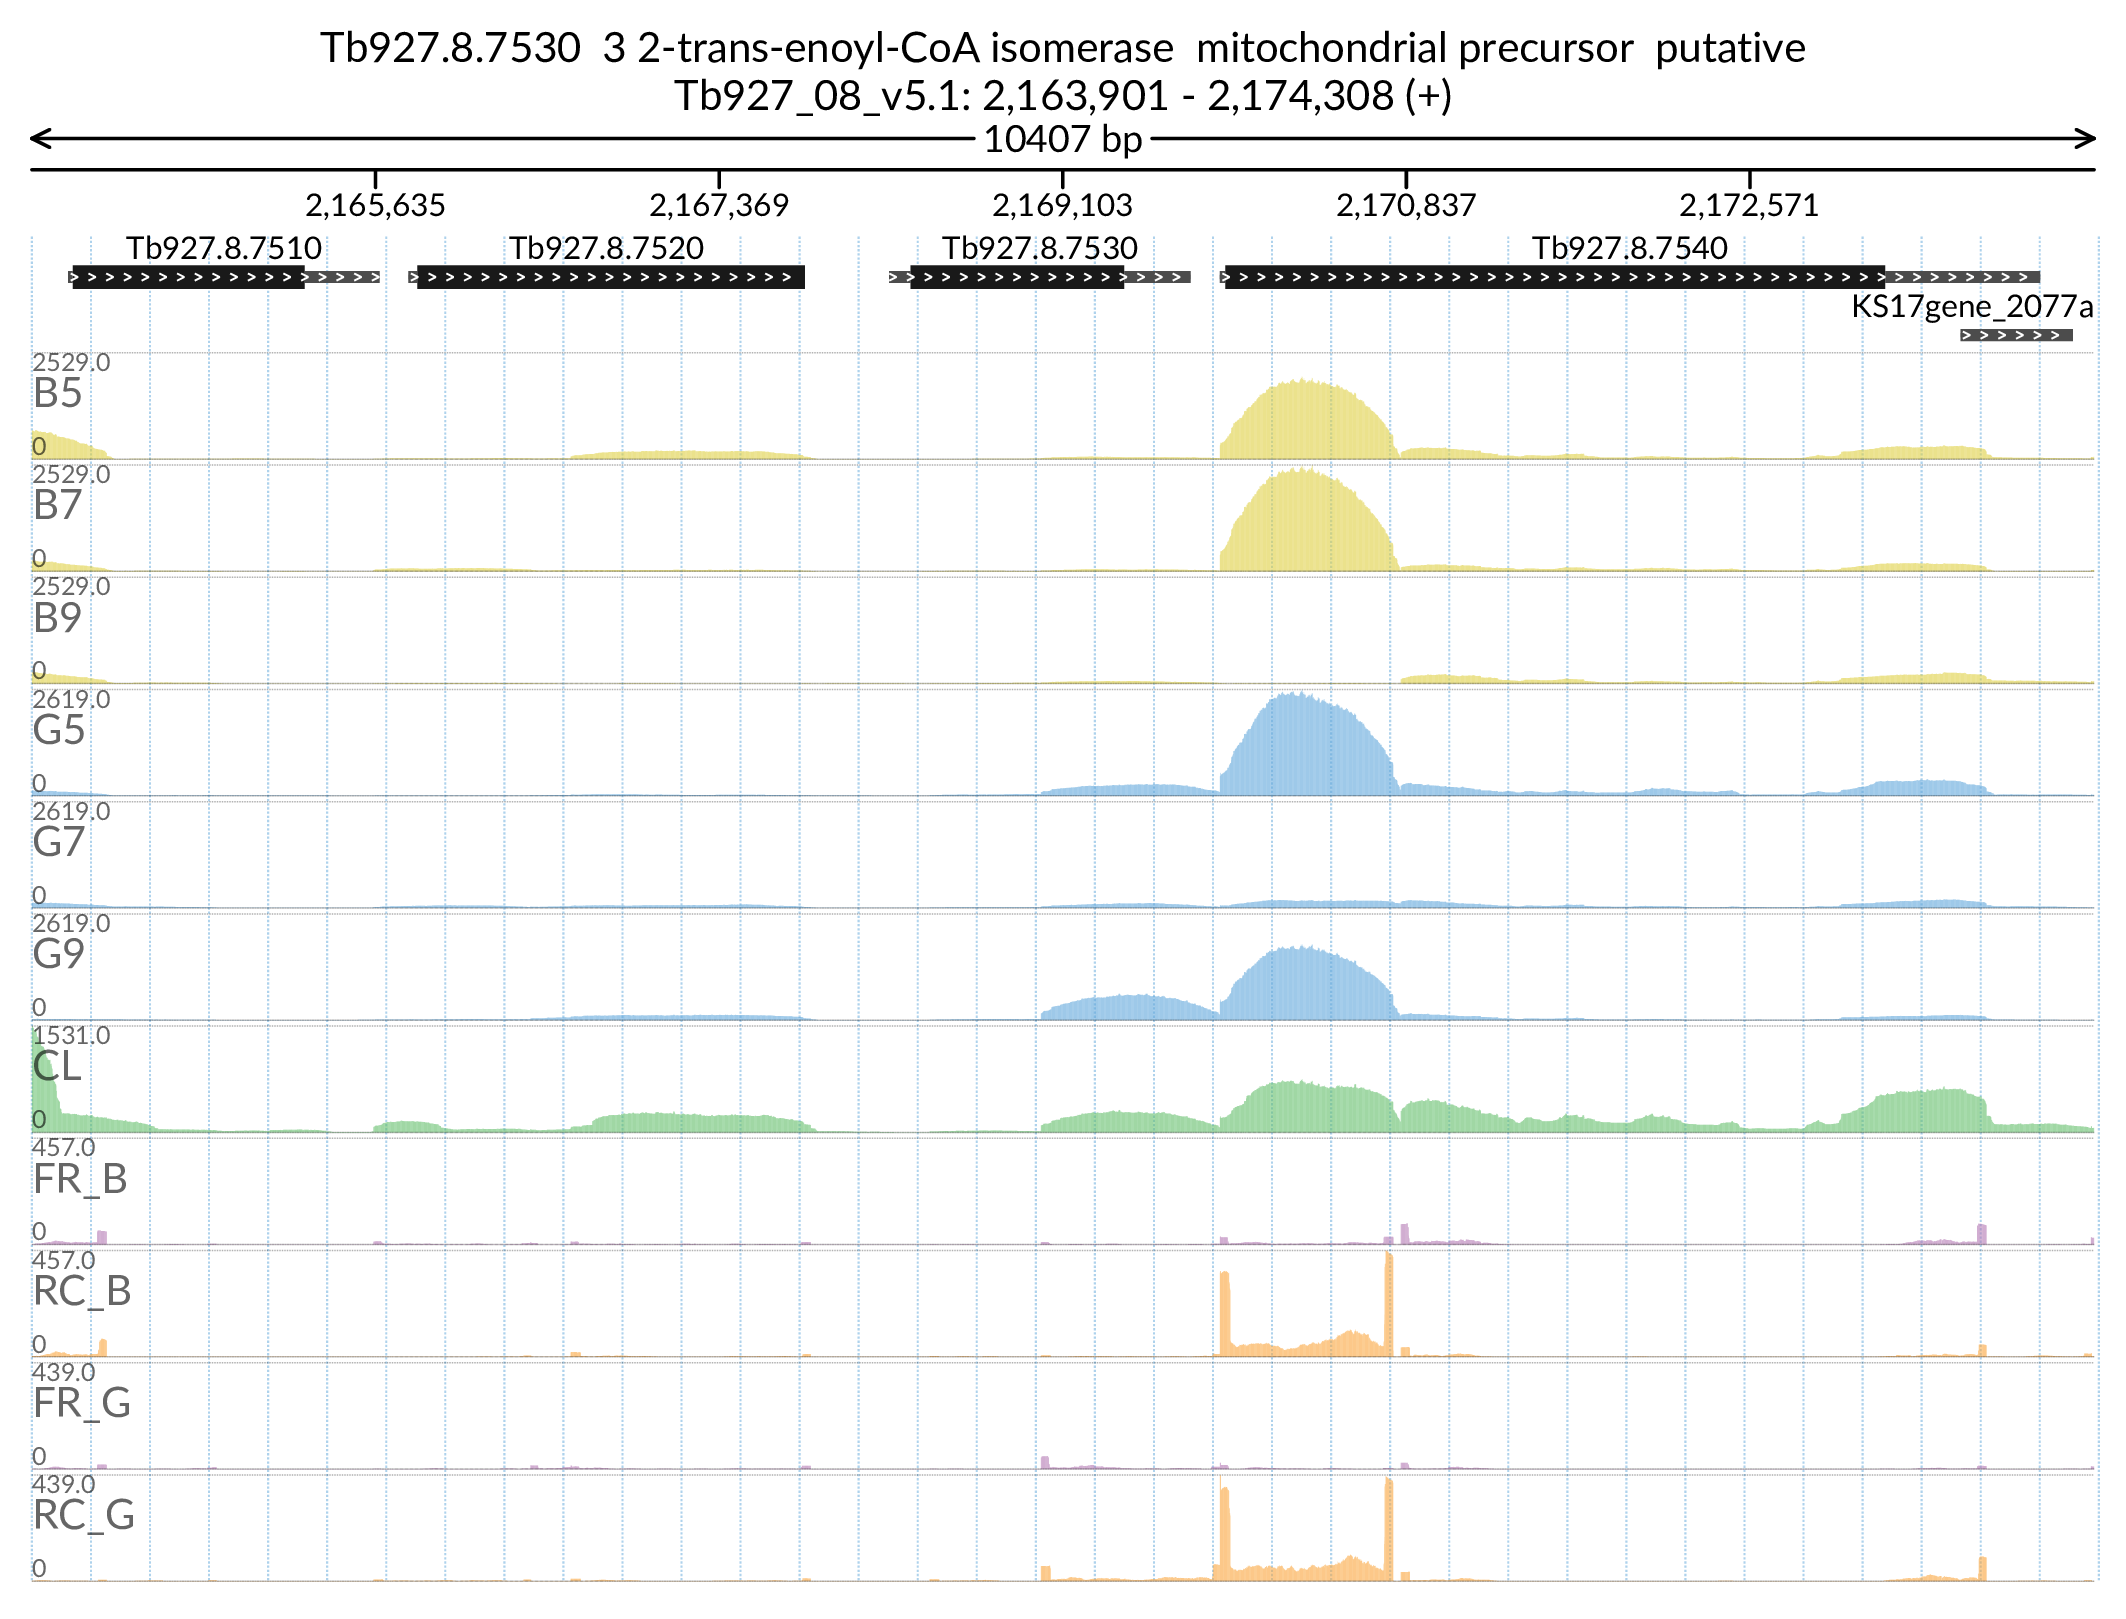 Tb927.8.7530 3 2-trans-enoyl-CoA isomerase mitochondrial precursor putative
Tb927_08_v5.1: 2,163,901 - 2,174,308 (+)
10407 bp
2,165,635 2,167,369 2,169,103 2,170,837 2,172,571
Tb927.8.7510 Tb927.8.7520 Tb927.8.7530 Tb927.8.7540
KS17gene_2077a
2529.0
B5
0
2529.0
B7
0
2529.0
B9
0
2619.0
G5
0
2619.0
G7
0
2619.0
G9
0
1531.0
CL
0
457.0
FR_B
0
457.0
RC_B
0
439.0
FR_G
0
439.0
RC_G
0